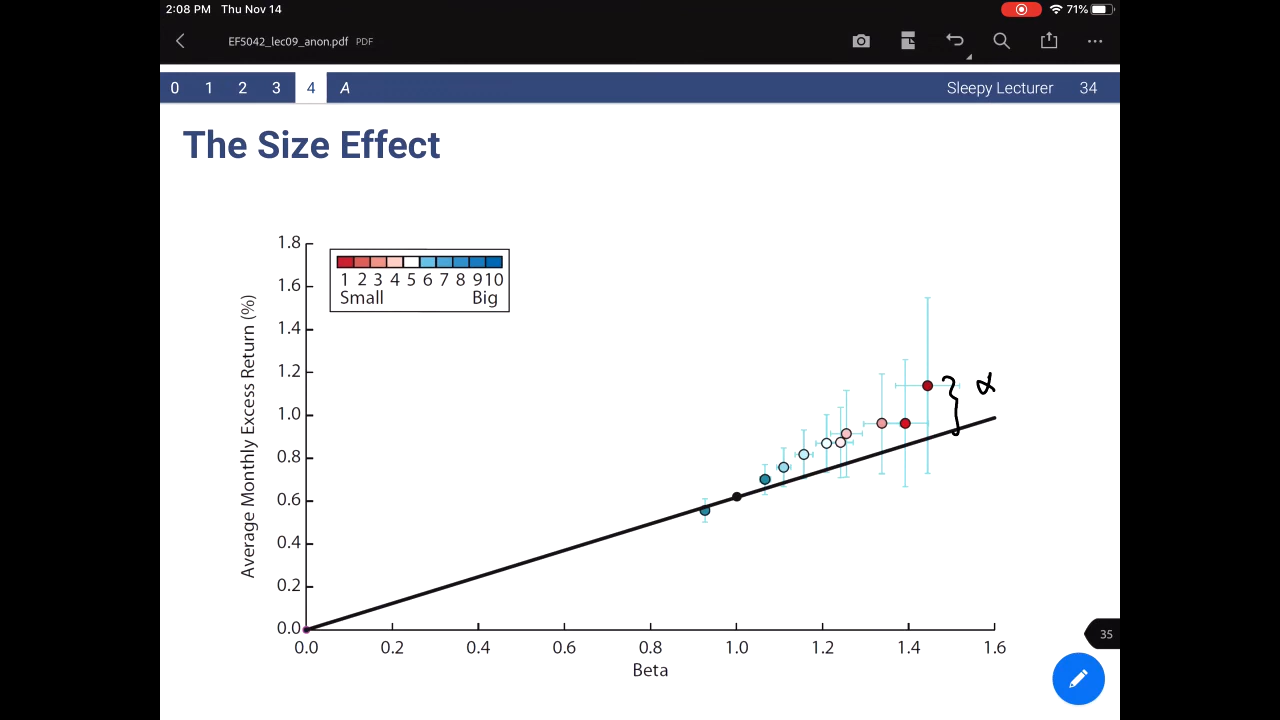 2:08 PM Thu Nov 14
71%
EF5042_lec09_anon.pdf PDF
0 1 2 3 4 A
Sleepy Lecturer 34
The Size Effect
1 2 3 4 5 6 7 8 9 10
Small Big
Average Monthly Excess Return (%)
1.8
1.6
1.4
1.2
1.0
0.8
0.6
0.4
0.2
0.0
α
35
0.0 0.2 0.4 0.6 0.8 1.0 1.2 1.4 1.6
Beta